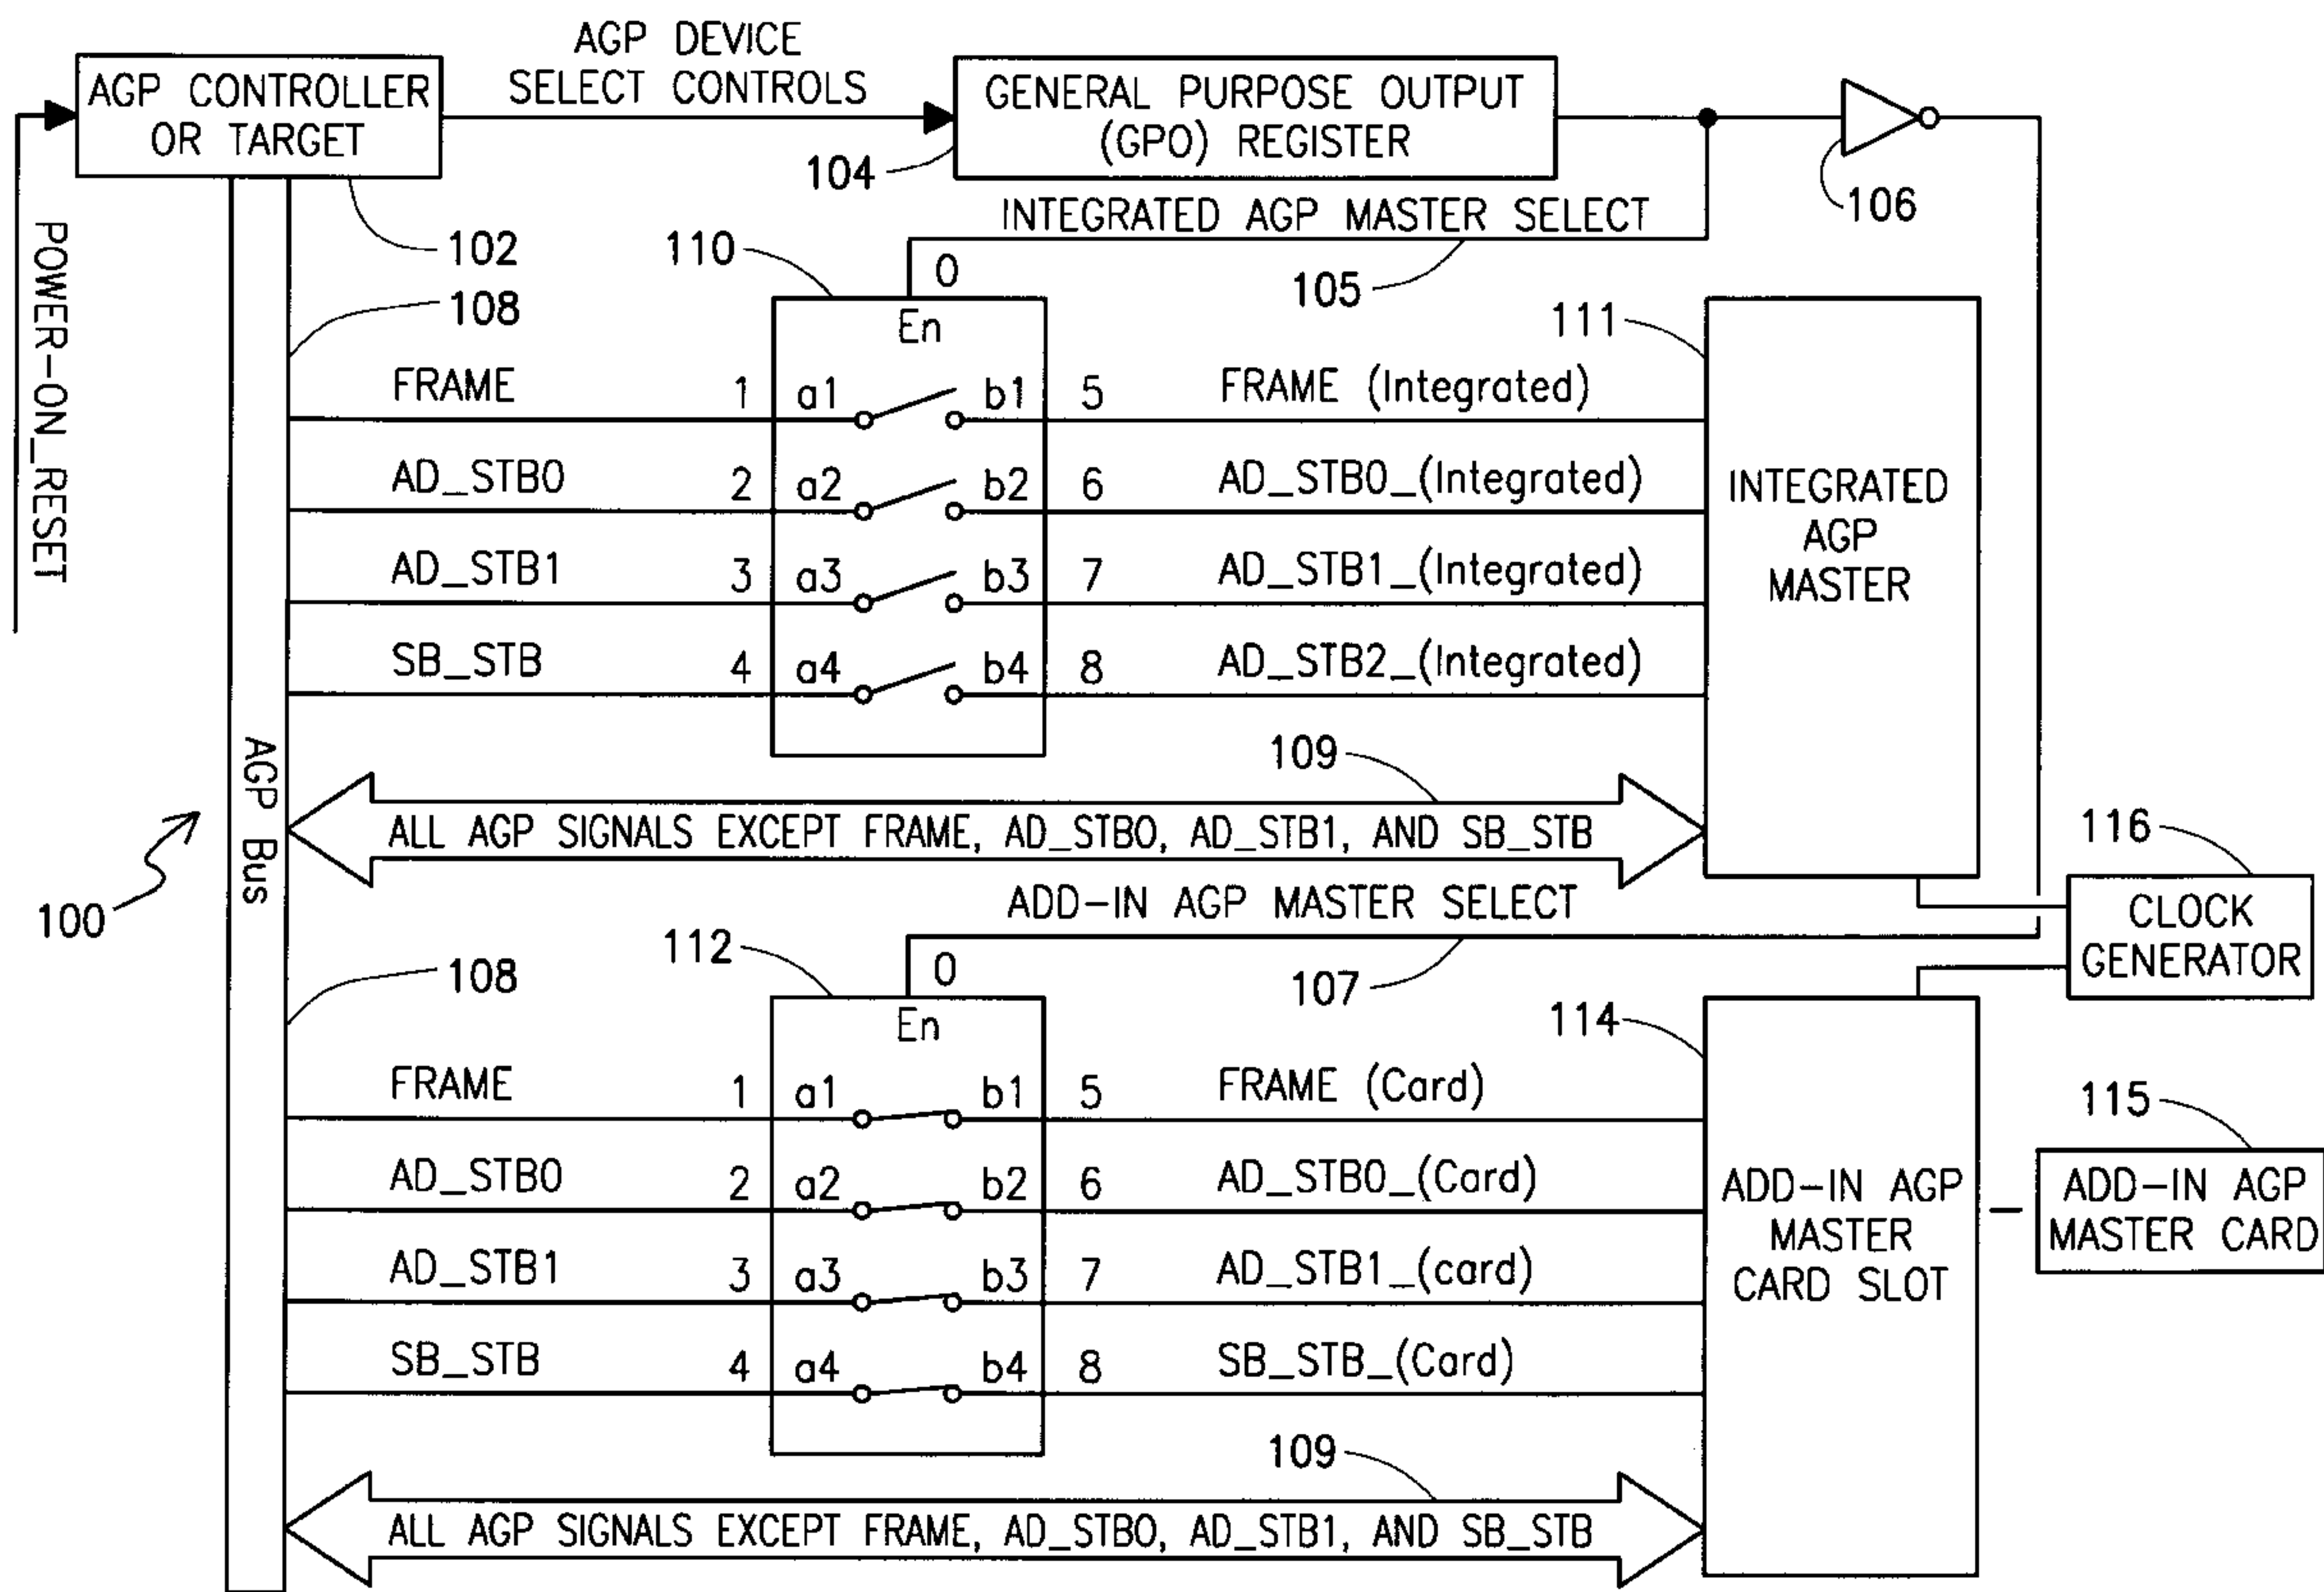 AGP DEVICE
SELECT CONTROLS
AGP CONTROLLER
OR TARGET
GENERAL PURPOSE OUTPUT
(GPO) REGISTER
104
106
POWER-ON_RESET
102
INTEGRATED AGP MASTER SELECT
105
110
0
En
108
111
FRAME 1 a1 b1 5 FRAME (Integrated)
AD_STB0 2 a2 b2 6 AD_STB0_(Integrated)
AD_STB1 3 a3 b3 7 AD_STB1_(Integrated)
SB_STB 4 a4 b4 8 AD_STB2_(Integrated)
INTEGRATED
AGP
MASTER
AGP Bus
100
109
ALL AGP SIGNALS EXCEPT FRAME, AD_STB0, AD_STB1, AND SB_STB
116
CLOCK
GENERATOR
ADD-IN AGP MASTER SELECT
107
112
0
En
108
114
FRAME 1 a1 b1 5 FRAME (Card)
AD_STB0 2 a2 b2 6 AD_STB0_(Card)
AD_STB1 3 a3 b3 7 AD_STB1_(card)
SB_STB 4 a4 b4 8 SB_STB_(Card)
ADD-IN AGP
MASTER
CARD SLOT
115
ADD-IN AGP
MASTER CARD
109
ALL AGP SIGNALS EXCEPT FRAME, AD_STB0, AD_STB1, AND SB_STB